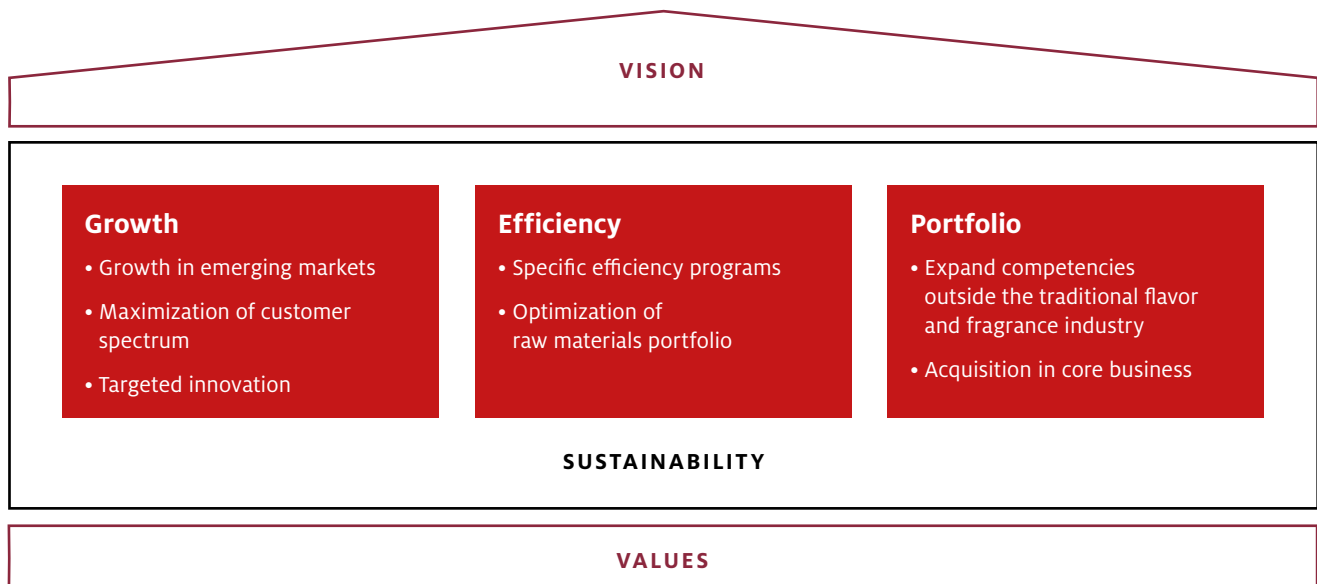 VISION
Growth
• Growth in emerging markets
• Maximization of customer
spectrum
• Targeted innovation
Efficiency
• Specific efficiency programs
• Optimization of
raw materials portfolio
Portfolio
• Expand competencies
outside the traditional flavor
and fragrance industry
• Acquisition in core business
SUSTAINABILITY
VALUES